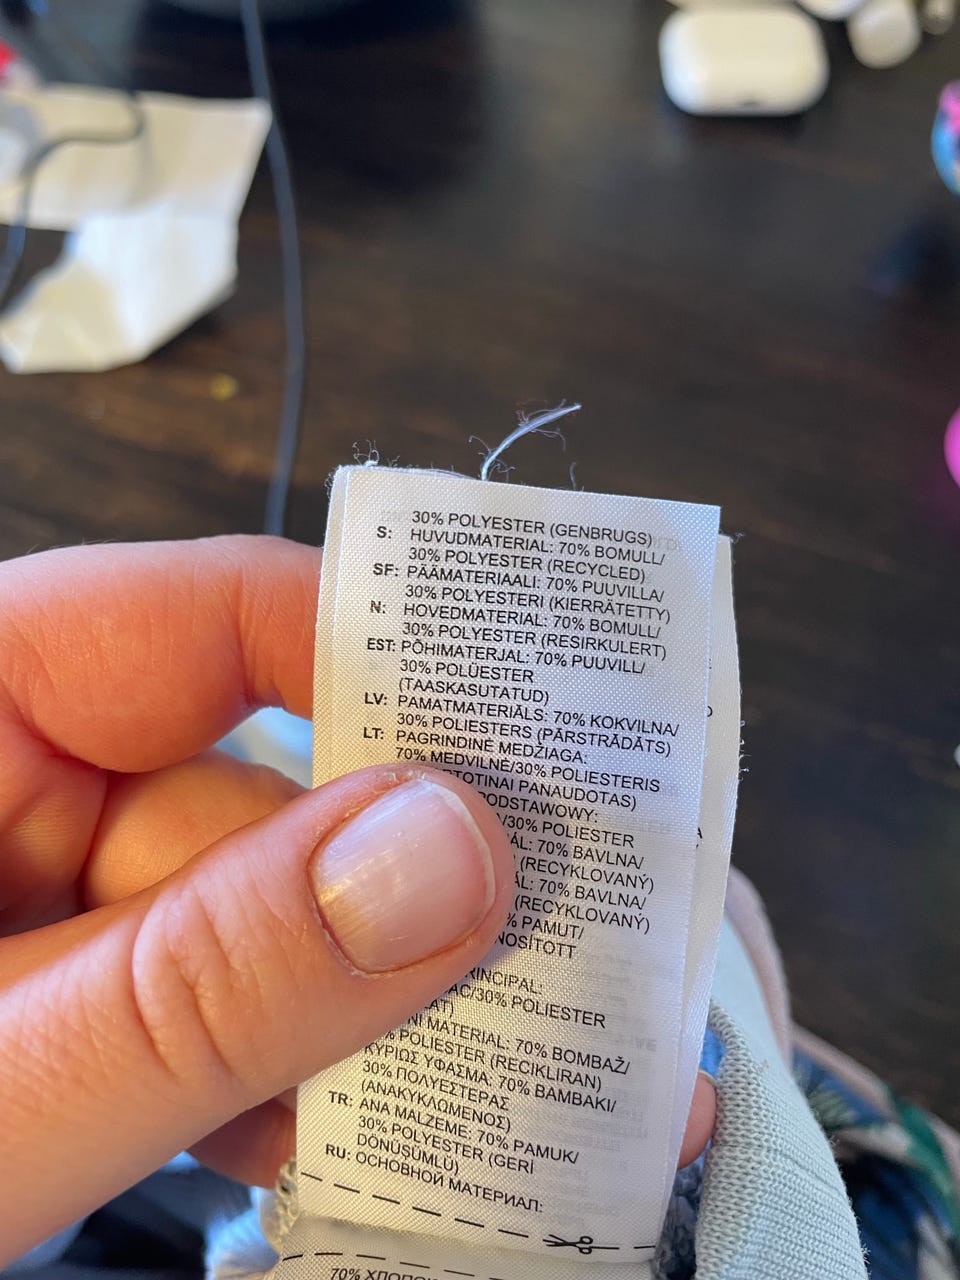 30% POLYESTER (GENBRUGS)
S: HUVUDMATERIAL: 70% BOMULL/
30% POLYESTER (RECYCLED)
SF: PÄÄMATERIAALI: 70% PUUVILLA/
30% POLYESTERI (KIERRÄTETTY)
N: HOVEDMATERIAL: 70% BOMULL/
30% POLYESTER (RESIRKULERT)
EST: PÕHIMATERJAL: 70% PUUVILL/
30% POLÜESTER
(TAASKASUTATUD)
LV: PAMATMATERIĀLS: 70% KOKVILNA/
30% POLIESTERS (PĀRSTRĀDĀTS)
LT: PAGRINDINĖ MEDŽIAGA:
70% MEDVILNĖ/30% POLIESTERIS
PANAUDOTAS)
PODSTAWOWY:
/30% POLIESTER
70% BAVLNA/
(RECYKLOVANÝ)
70% BAVLNA/
(RECYKLOVANÝ)
% PAMUT/
30% POLIESTER
NI MATERIAL: 70% BOMBAŽ/
POLIESTER (RECIKLIRAN)
ΚΥΡΙΩΣ ΥΦΑΣΜΑ: 70% ΒΑΜΒΑΚΙ/
30% ΠΟΛΥΕΣΤΕΡΑΣ
(ΑΝΑΚΥΚΛΩΜΕΝΟΣ)
TR: ANA MALZEME: 70% PAMUK/
30% POLYESTER (GERİ
DÖNÜŞÜMLÜ)
RU: ОСНОВНОЙ МАТЕРИАЛ:
70% ХЛОПОК